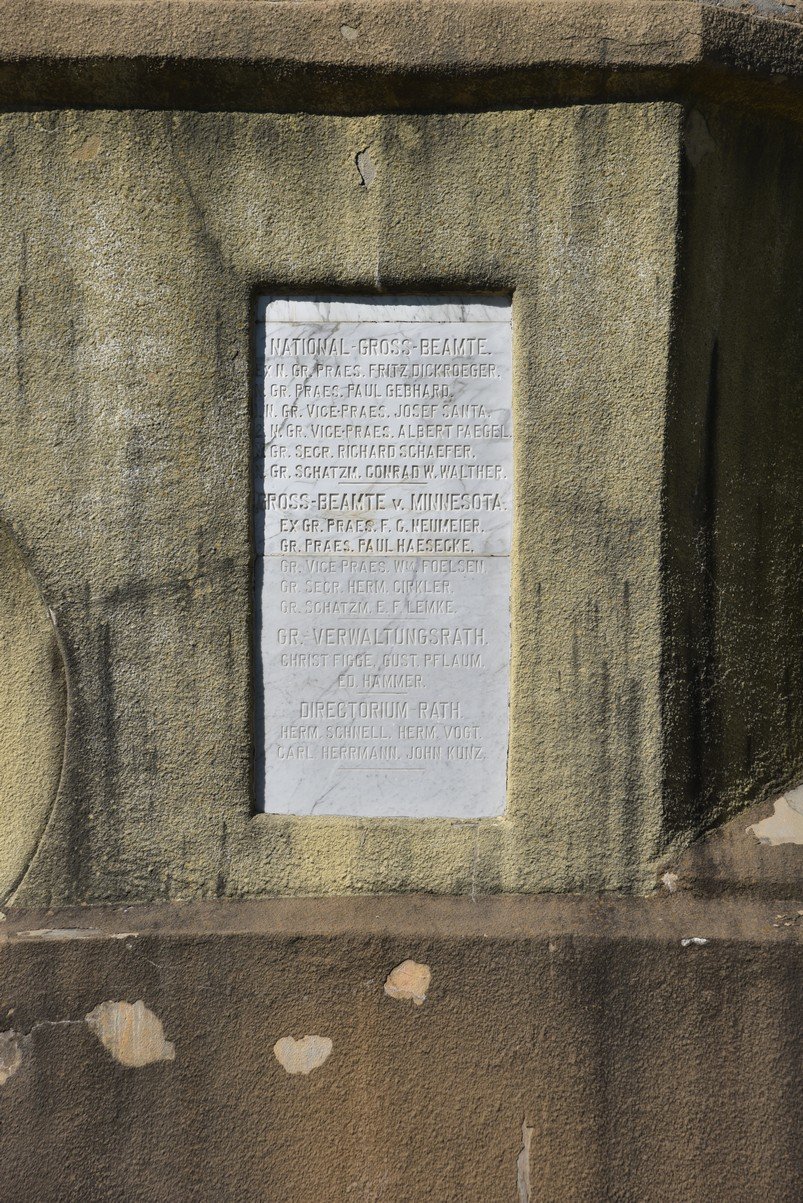 NATIONAL-GROSS-BEAMTE.
EX N. GR. PRAES. FRITZ DICKROEGER.
GR. PRAES. PAUL GEBHARD.
N. GR. VICE-PRAES. JOSEF SANTA.
N. GR. VICE-PRAES. ALBERT PAEGEL.
GR. SECR. RICHARD SCHAEFER.
GR. SCHATZM. CONRAD W. WALTHER.
GROSS-BEAMTE v. MINNESOTA.
EX GR. PRAES. F. C. NEUMEIER.
GR. PRAES. PAUL HAESECKE.
GR. VICE PRAES. WM. FOELSEN.
GR. SECR. HERM. CIRKLER.
GR. SCHATZM. E. F. LEMKE.
GR.-VERWALTUNGSRATH.
CHRIST FIGGE, GUST. PFLAUM.
ED. HAMMER.
DIRECTORIUM RATH.
HERM. SCHNELL. HERM. VOGT.
CARL HERRMANN. JOHN KUNZ.